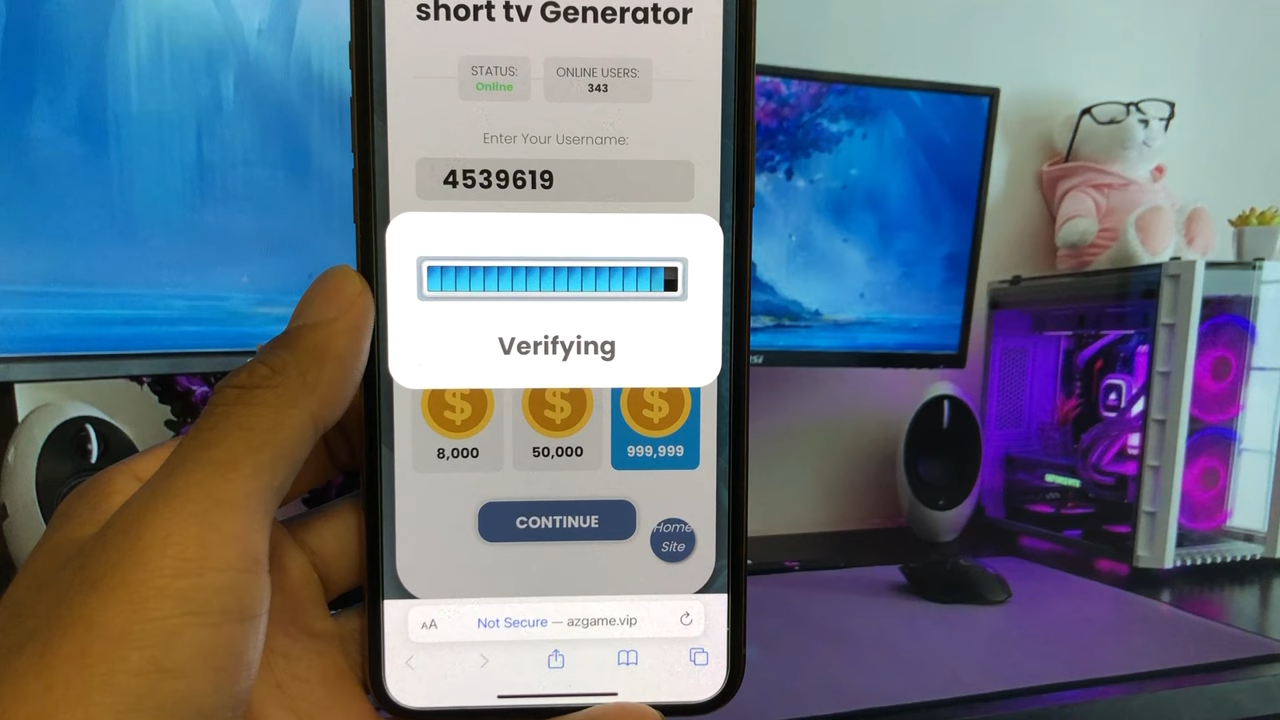 short tv Generator
STATUS:
Online
ONLINE USERS:
343
Enter Your Username:
4539619
Verifying
8,000
50,000
999,999
CONTINUE
Home
Site
AA
Not Secure — azgame.vip